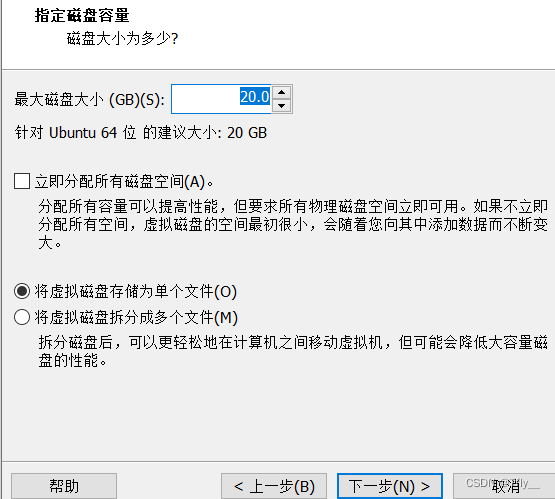 指定磁盘容量
磁盘大小为多少?
最大磁盘大小 (GB)(S): 20.0
针对 Ubuntu 64 位 的建议大小: 20 GB
立即分配所有磁盘空间(A)。
分配所有容量可以提高性能，但要求所有物理磁盘空间立即可用。如果不立即
分配所有空间，虚拟磁盘的空间最初很小，会随着您向其中添加数据而不断变
大。
将虚拟磁盘存储为单个文件(O)
将虚拟磁盘拆分成多个文件(M)
拆分磁盘后，可以更轻松地在计算机之间移动虚拟机，但可能会降低大容量磁
盘的性能。
帮助 < 上一步(B) 下一步(N) > 取消